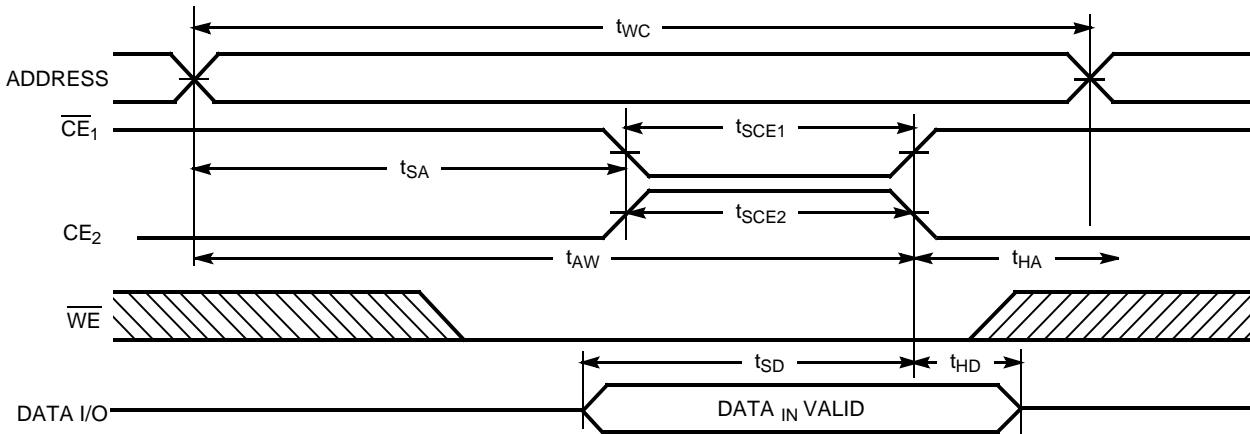 tWC
ADDRESS
CE1
tSCE1
tSA
tSCE2
CE2
tAW
tHA
WE
tSD
tHD
DATA I/O
DATA IN VALID